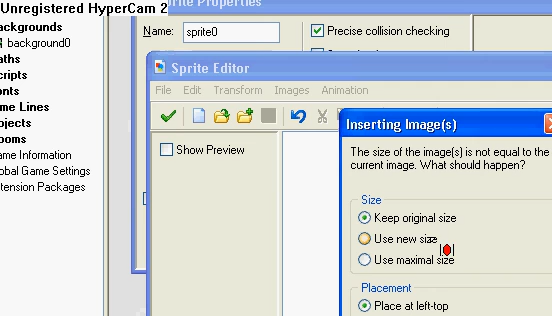 Unregistered HyperCam 2
Sprite Properties
ackgrounds
background0
aths
cripts
onts
me Lines
ojects
ooms
ame Information
obal Game Settings
tension Packages
Name: sprite0
Precise collision checking
Sprite Editor
File Edit Transform Images Animation
Show Preview
Inserting Image(s)
The size of the image(s) is not equal to the
current image. What should happen?
Size
Keep original size
Use new size
Use maximal size
Placement
Place at left-top